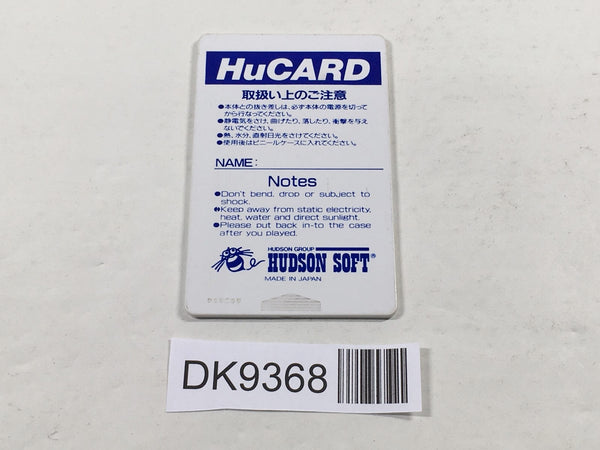 HuCARD
取扱い上のご注意
●本体との抜き差しは、必ず本体の電源を切って
から行なってください。
●静電気をさけ、曲げたり、落したり、衝撃を与え
ないでください。
●熱、水分、直射日光をさけてください。
●使用後はビニールケースに入れてください。
NAME:
Notes
●Don't bend, drop or subject to
shock.
●Keep away from static electricity,
heat, water and direct sunlight.
●Please put back in-to the case
after you played.
HUDSON GROUP
HUDSON SOFT®
MADE IN JAPAN
DK9368